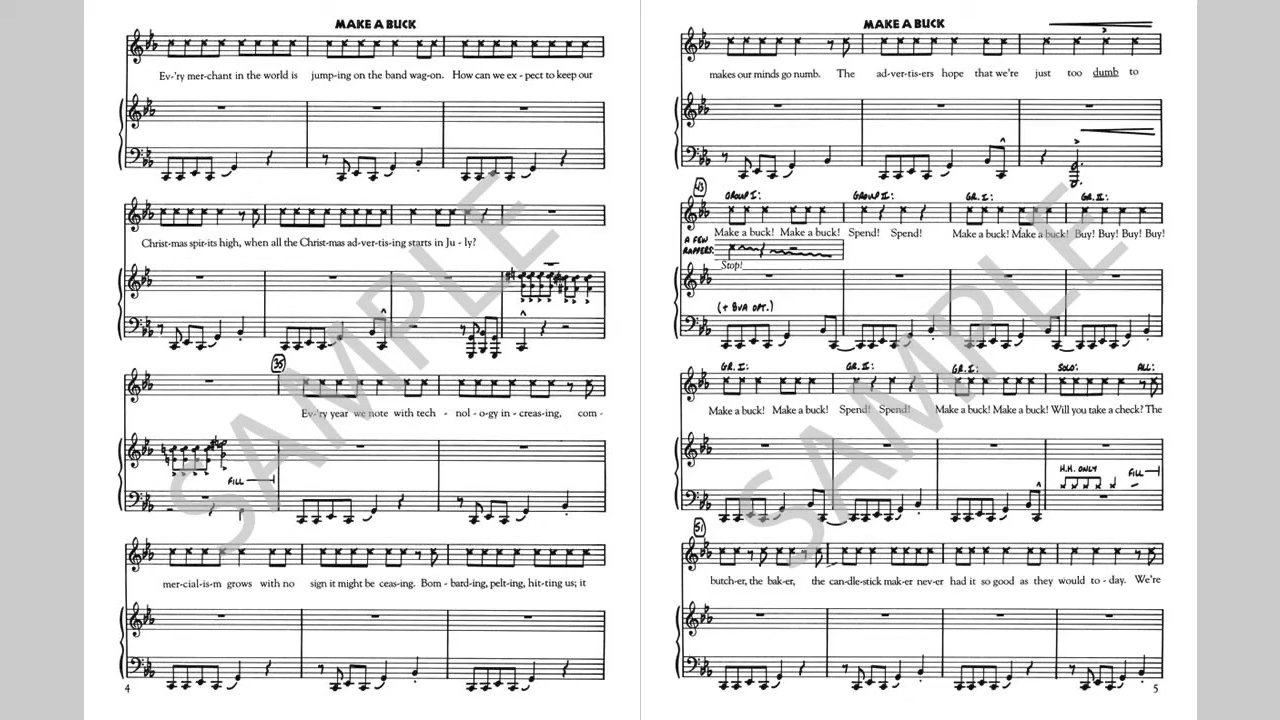 MAKE A BUCK
Ev-'ry mer-chant in the world is jump-ing on the band wag-on. How can we ex - pect to keep our
Christ-mas spir-its high, when all the Christ-mas ad-ver-tis-ing starts in Ju - ly?
35
Ev-'ry year we note with tech - nol - o-gy in - creas-ing, com -
FILL
mer-cial-is-m grows with no sign it might be ceas-ing. Bom - bard-ing, pelt-ing, hit-ting us; it
4
SAMPLE
MAKE A BUCK
makes our minds go numb. The ad-ver-tis-ers hope that we're just too dumb to
43
GROUP I: GROUP II: GR. I: GR. II:
Make a buck! Make a buck! Spend! Spend! Make a buck! Make a buck! Buy! Buy! Buy! Buy!
A FEW
RAPPERS:
Stop!
(+ 8VA OPT.)
GR. I: GR. I: GR. I: SOLO: ALL:
Make a buck! Make a buck! Spend! Spend! Make a buck! Make a buck! Will you take a check? The
H.H. ONLY FILL
51
butch-er, the bak-er, the can-dle-stick mak-er nev-er had it so good as they would to - day. We're
5
SAMPLE